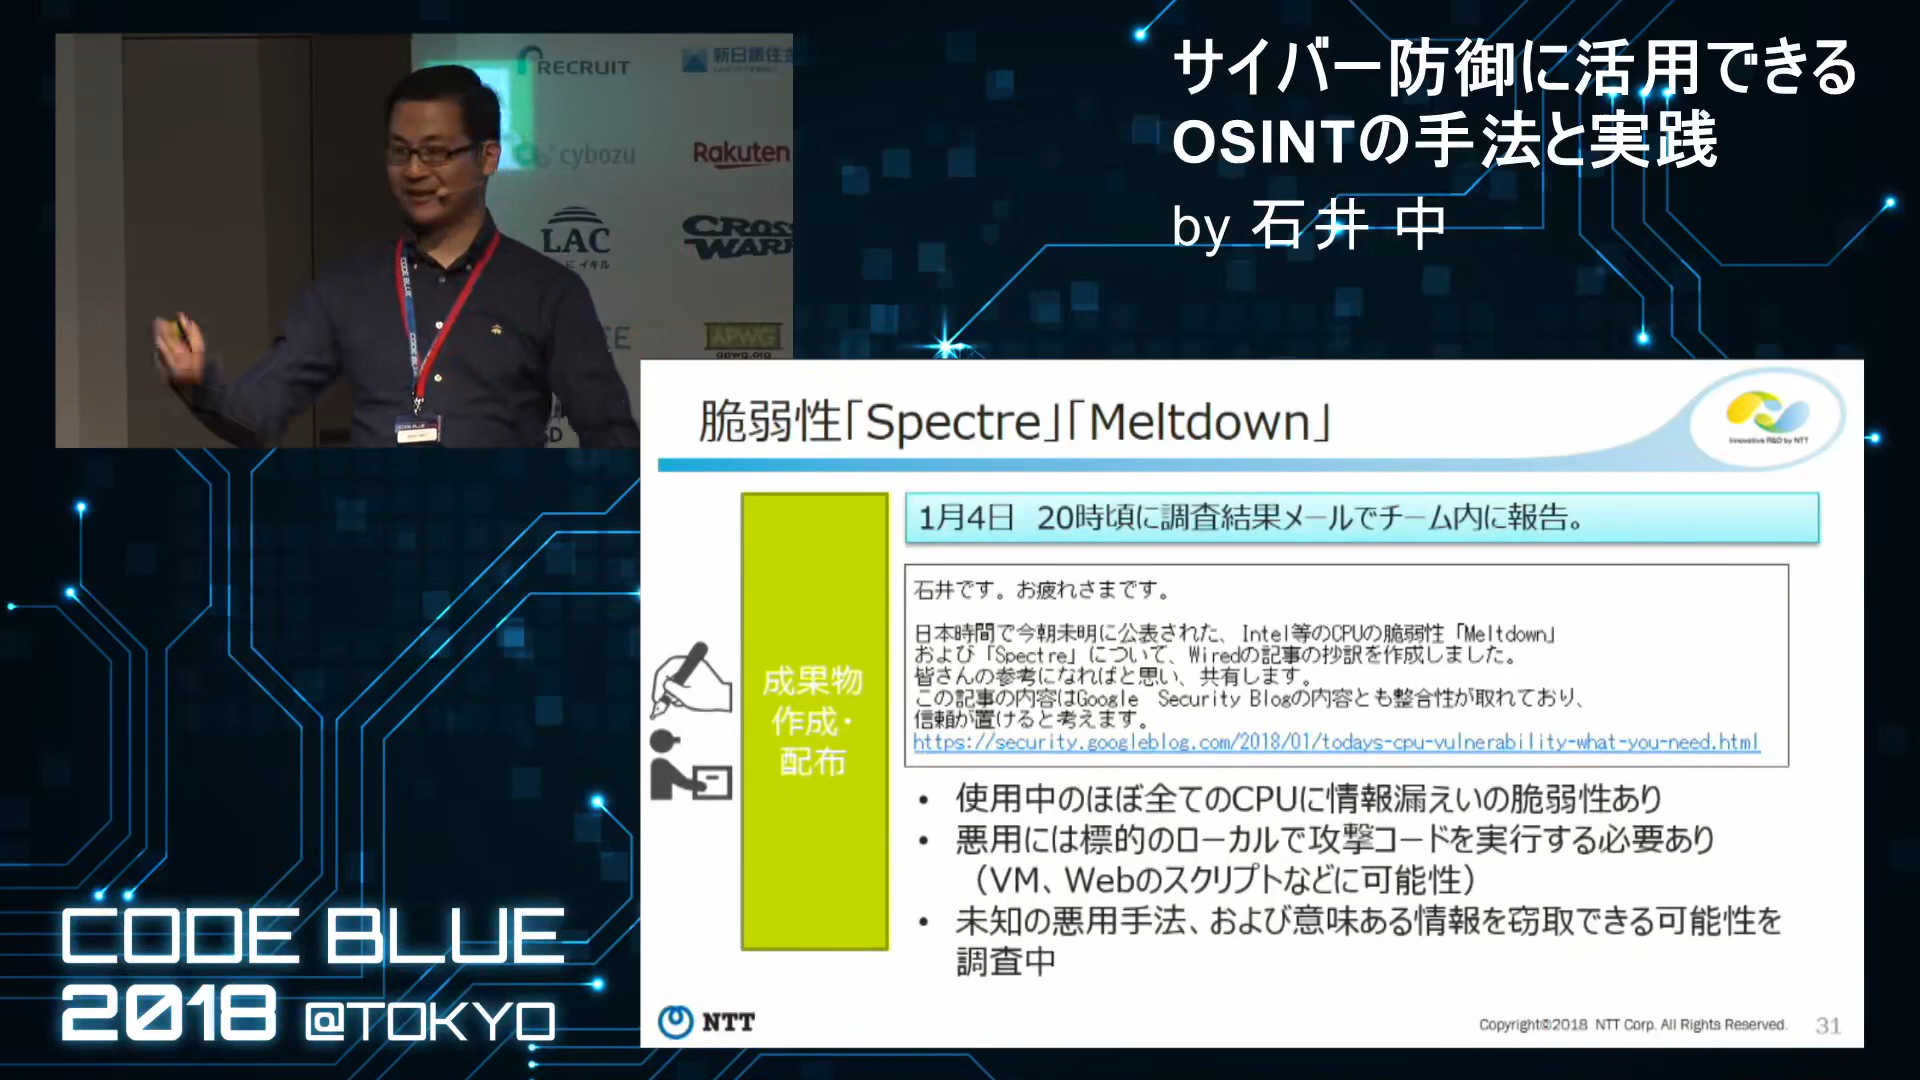 サイバー防御に活用できる
OSINTの手法と実践
by 石井 中
RECRUIT
新日鉄住金
cybozu
Rakuten
LAC
CROSS
WARP
APWG
apwg.org
CODE BLUE
脆弱性「Spectre」「Meltdown」
Innovative R&D by NTT
1月4日 20時頃に調査結果メールでチーム内に報告。
成果物
作成・
配布
石井です。お疲れさまです。
日本時間で今朝未明に公表された、Intel等のCPUの脆弱性「Meltdown」
および「Spectre」について、Wiredの記事の抄訳を作成しました。
皆さんの参考になればと思い、共有します。
この記事の内容はGoogle Security Blogの内容とも整合性が取れており、
信頼が置けると考えます。
https://security.googleblog.com/2018/01/todays-cpu-vulnerability-what-you-need.html
• 使用中のほぼ全てのCPUに情報漏えいの脆弱性あり
• 悪用には標的のローカルで攻撃コードを実行する必要あり
（VM、Webのスクリプトなどに可能性）
• 未知の悪用手法、および意味ある情報を窃取できる可能性を
調査中
NTT
Copyright©2018 NTT Corp. All Rights Reserved.
31
CODE BLUE
2018 @TOKYO